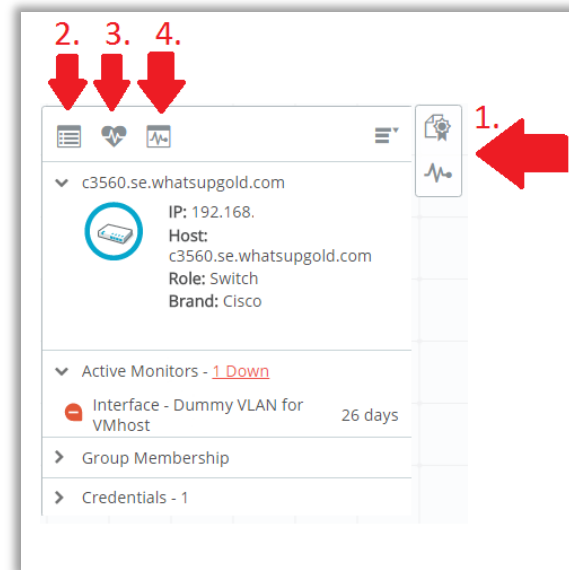 2. 3. 4.
1.
c3560.se.whatsupgold.com
IP: 192.168.
Host:
c3560.se.whatsupgold.com
Role: Switch
Brand: Cisco
Active Monitors - 1 Down
Interface - Dummy VLAN for
VMhost
26 days
Group Membership
Credentials - 1